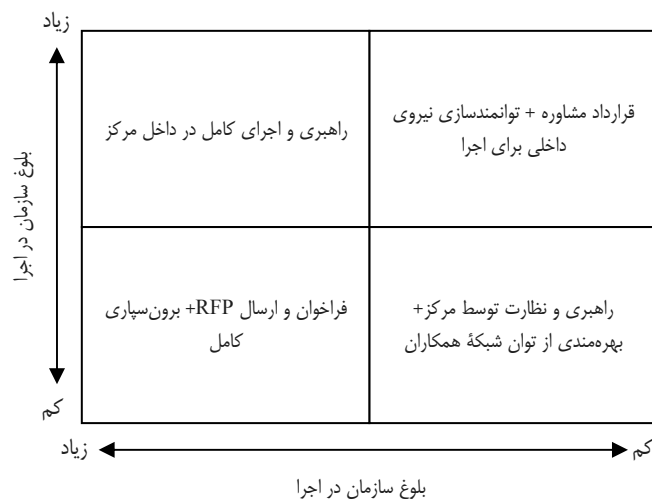 زیاد
قرارداد مشاوره + توانمندسازی نیروی
داخلی برای اجرا
راهبری و اجرای کامل در داخل مرکز
بلوغ سازمان در اجرا
راهبری و نظارت توسط مرکز+
بهره‌مندی از توان شبکهٔ همکاران
فراخوان و ارسال RFP+ برون‌سپاری
کامل
کم
کم
زیاد
بلوغ سازمان در اجرا